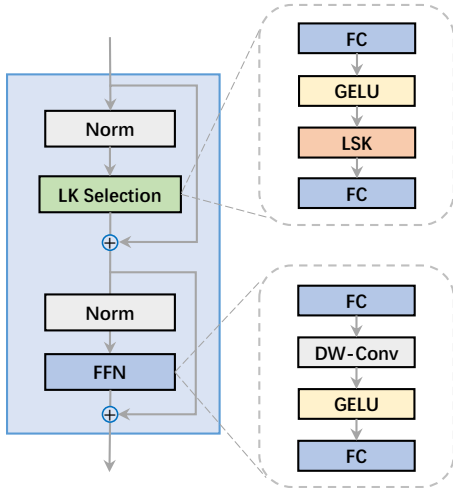 Norm
LK Selection
Norm
FFN
FC
GELU
LSK
FC
FC
DW-Conv
GELU
FC